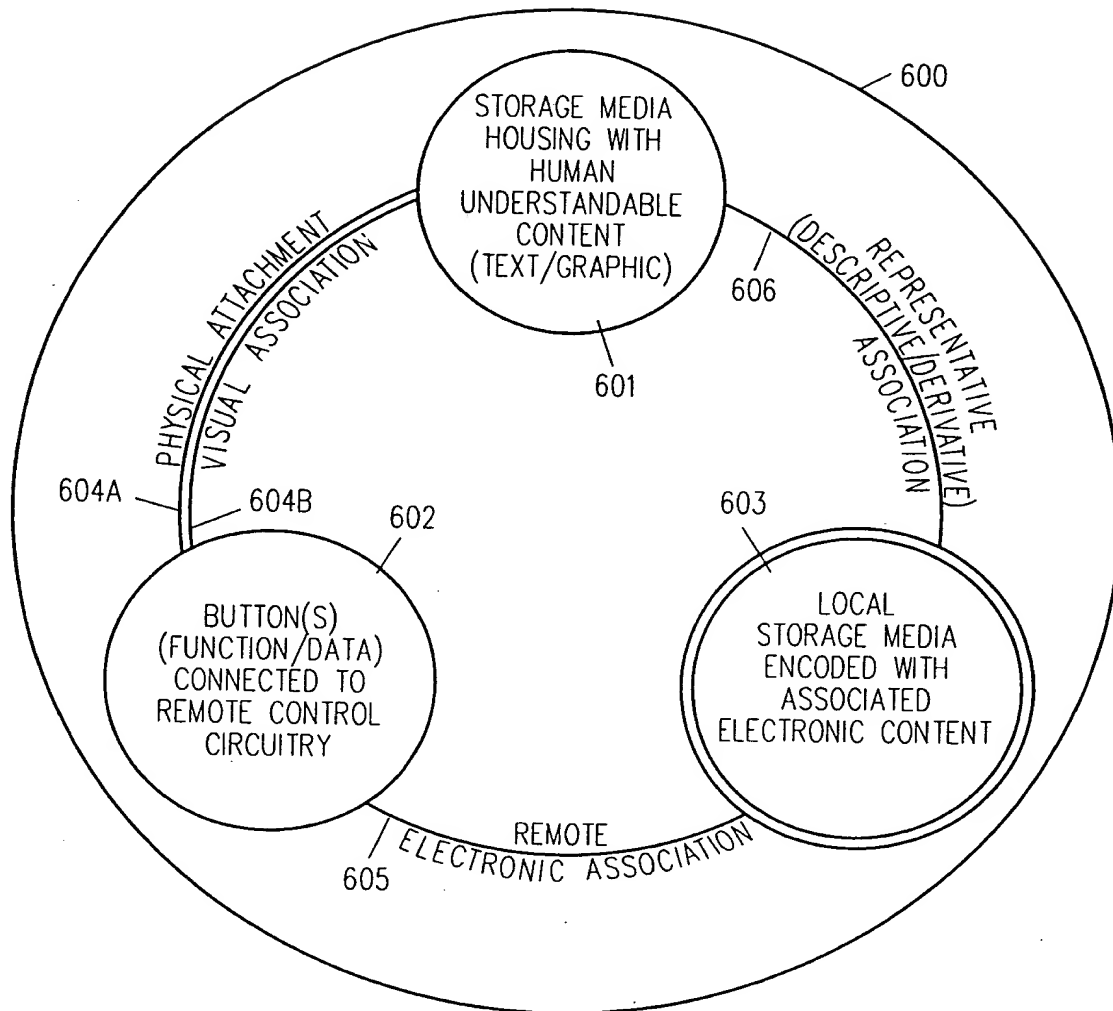 600
STORAGE MEDIA
HOUSING WITH
HUMAN
UNDERSTANDABLE
CONTENT
(TEXT/GRAPHIC)
601
606
REPRESENTATIVE
(DESCRIPTIVE/DERIVATIVE)
ASSOCIATION
PHYSICAL ATTACHMENT
VISUAL ASSOCIATION
604A
604B
602
603
BUTTON(S)
(FUNCTION/DATA)
CONNECTED TO
REMOTE CONTROL
CIRCUITRY
LOCAL
STORAGE MEDIA
ENCODED WITH
ASSOCIATED
ELECTRONIC CONTENT
REMOTE
ELECTRONIC ASSOCIATION
605